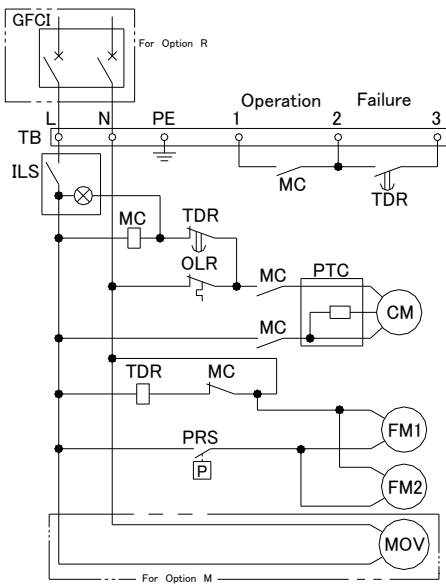 GFCI
For Option R
L N PE 1 2 3
Operation Failure
TB
ILS
MC
TDR
MC TDR
OLR
MC PTC
CM
MC
TDR MC
PRS
P
FM1
FM2
MOV
For Option M